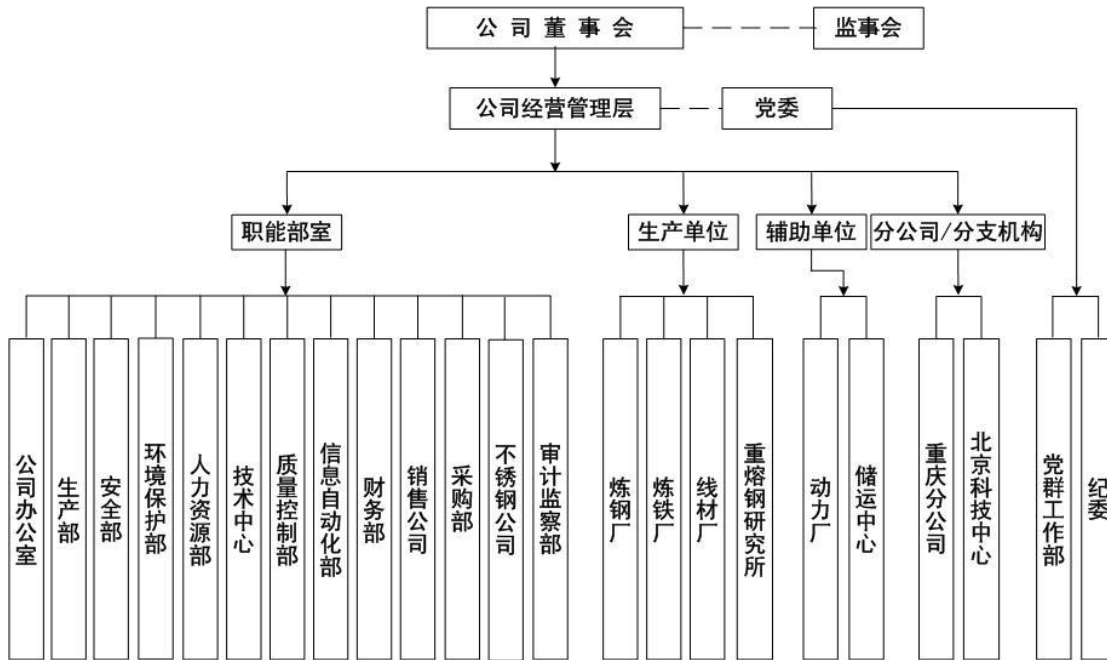 公司董事会
监事会
公司经营管理层
党委
职能部室
生产单位
辅助单位
分公司/分支机构
公司办公室
生产部
安全部
环境保护部
人力资源部
技术中心
质量控制部
信息自动化部
财务部
销售公司
采购部
不锈钢公司
审计监察部
炼钢厂
炼铁厂
线材厂
重熔钢研究所
动力厂
储运中心
重庆分公司
北京科技中心
党群工作部
纪委